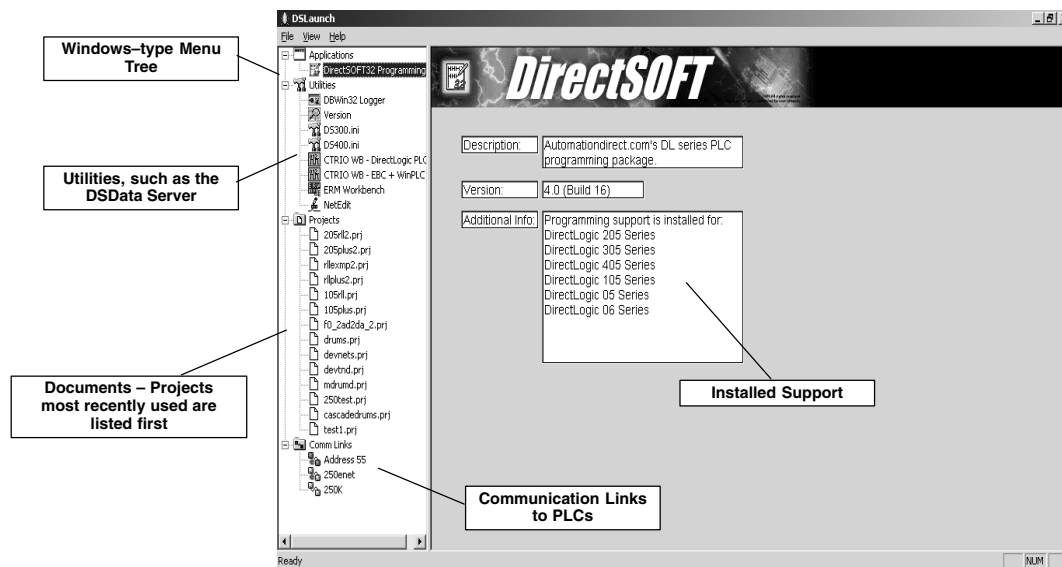 DSLaunch
File View Help
Windows–type Menu
Tree
Applications
DirectSOFT32 Programming
Utilities
DBWin32 Logger
Version
DS300.ini
DS400.ini
CTRIO WB - DirectLogic PLC
CTRIO WB - EBC + WinPLC
ERM Workbench
NetEdit
Utilities, such as the
DSData Server
Projects
205rll2.prj
205plus2.prj
rllexmp2.prj
rllplus2.prj
105rll.prj
105plus.prj
f0_2ad2da_2.prj
drums.prj
devnets.prj
devtnd.prj
mdrumd.prj
250test.prj
cascadedrums.prj
test1.prj
Documents – Projects
most recently used are
listed first
Comm Links
Address 55
250enet
250K
Communication Links
to PLCs
32
DirectSOFT
Description:
Automationdirect.com's DL series PLC
programming package.
Version:
4.0 (Build 16)
Additional Info:
Programming support is installed for:
DirectLogic 205 Series
DirectLogic 305 Series
DirectLogic 405 Series
DirectLogic 105 Series
DirectLogic 05 Series
DirectLogic 06 Series
Installed Support
Ready
NUM